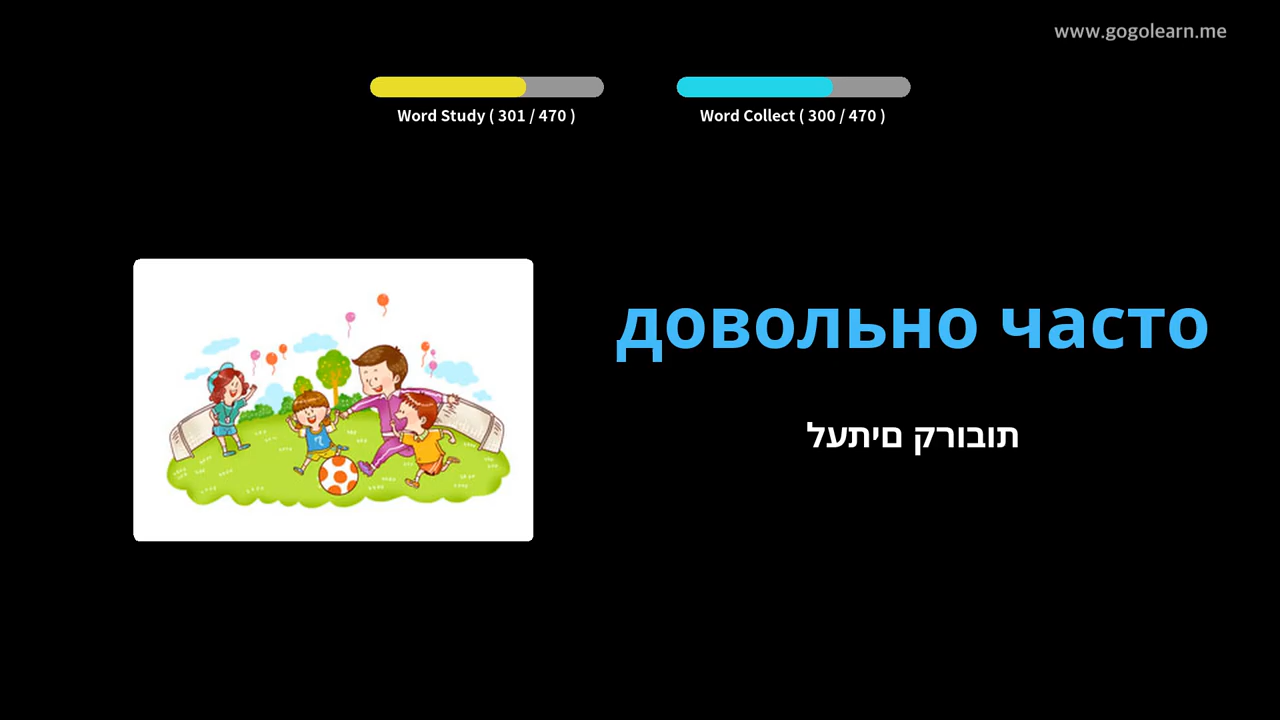 www.gogolearn.me
Word Study ( 301 / 470 )
Word Collect ( 300 / 470 )
довольно часто
תובורק םיתעל